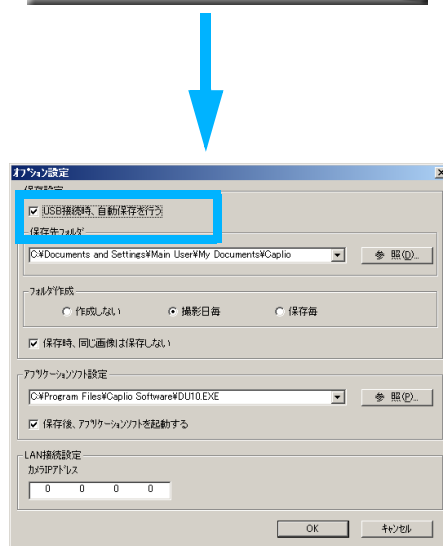 オプション設定
保存設定
USB接続時、自動保存を行う
保存先フォルダ
C:¥Documents and Settings¥Main User¥My Documents¥Caplio
参 照(D)...
フォルダ作成
作成しない 撮影日毎 保存毎
保存時、同じ画像は保存しない
アプリケーションソフト設定
C:¥Program Files¥Caplio Software¥DU10.EXE
参 照(P)...
保存後、アプリケーションソフトを起動する
LAN接続設定
カメラIPアドレス
0 0 0 0
OK キャンセル